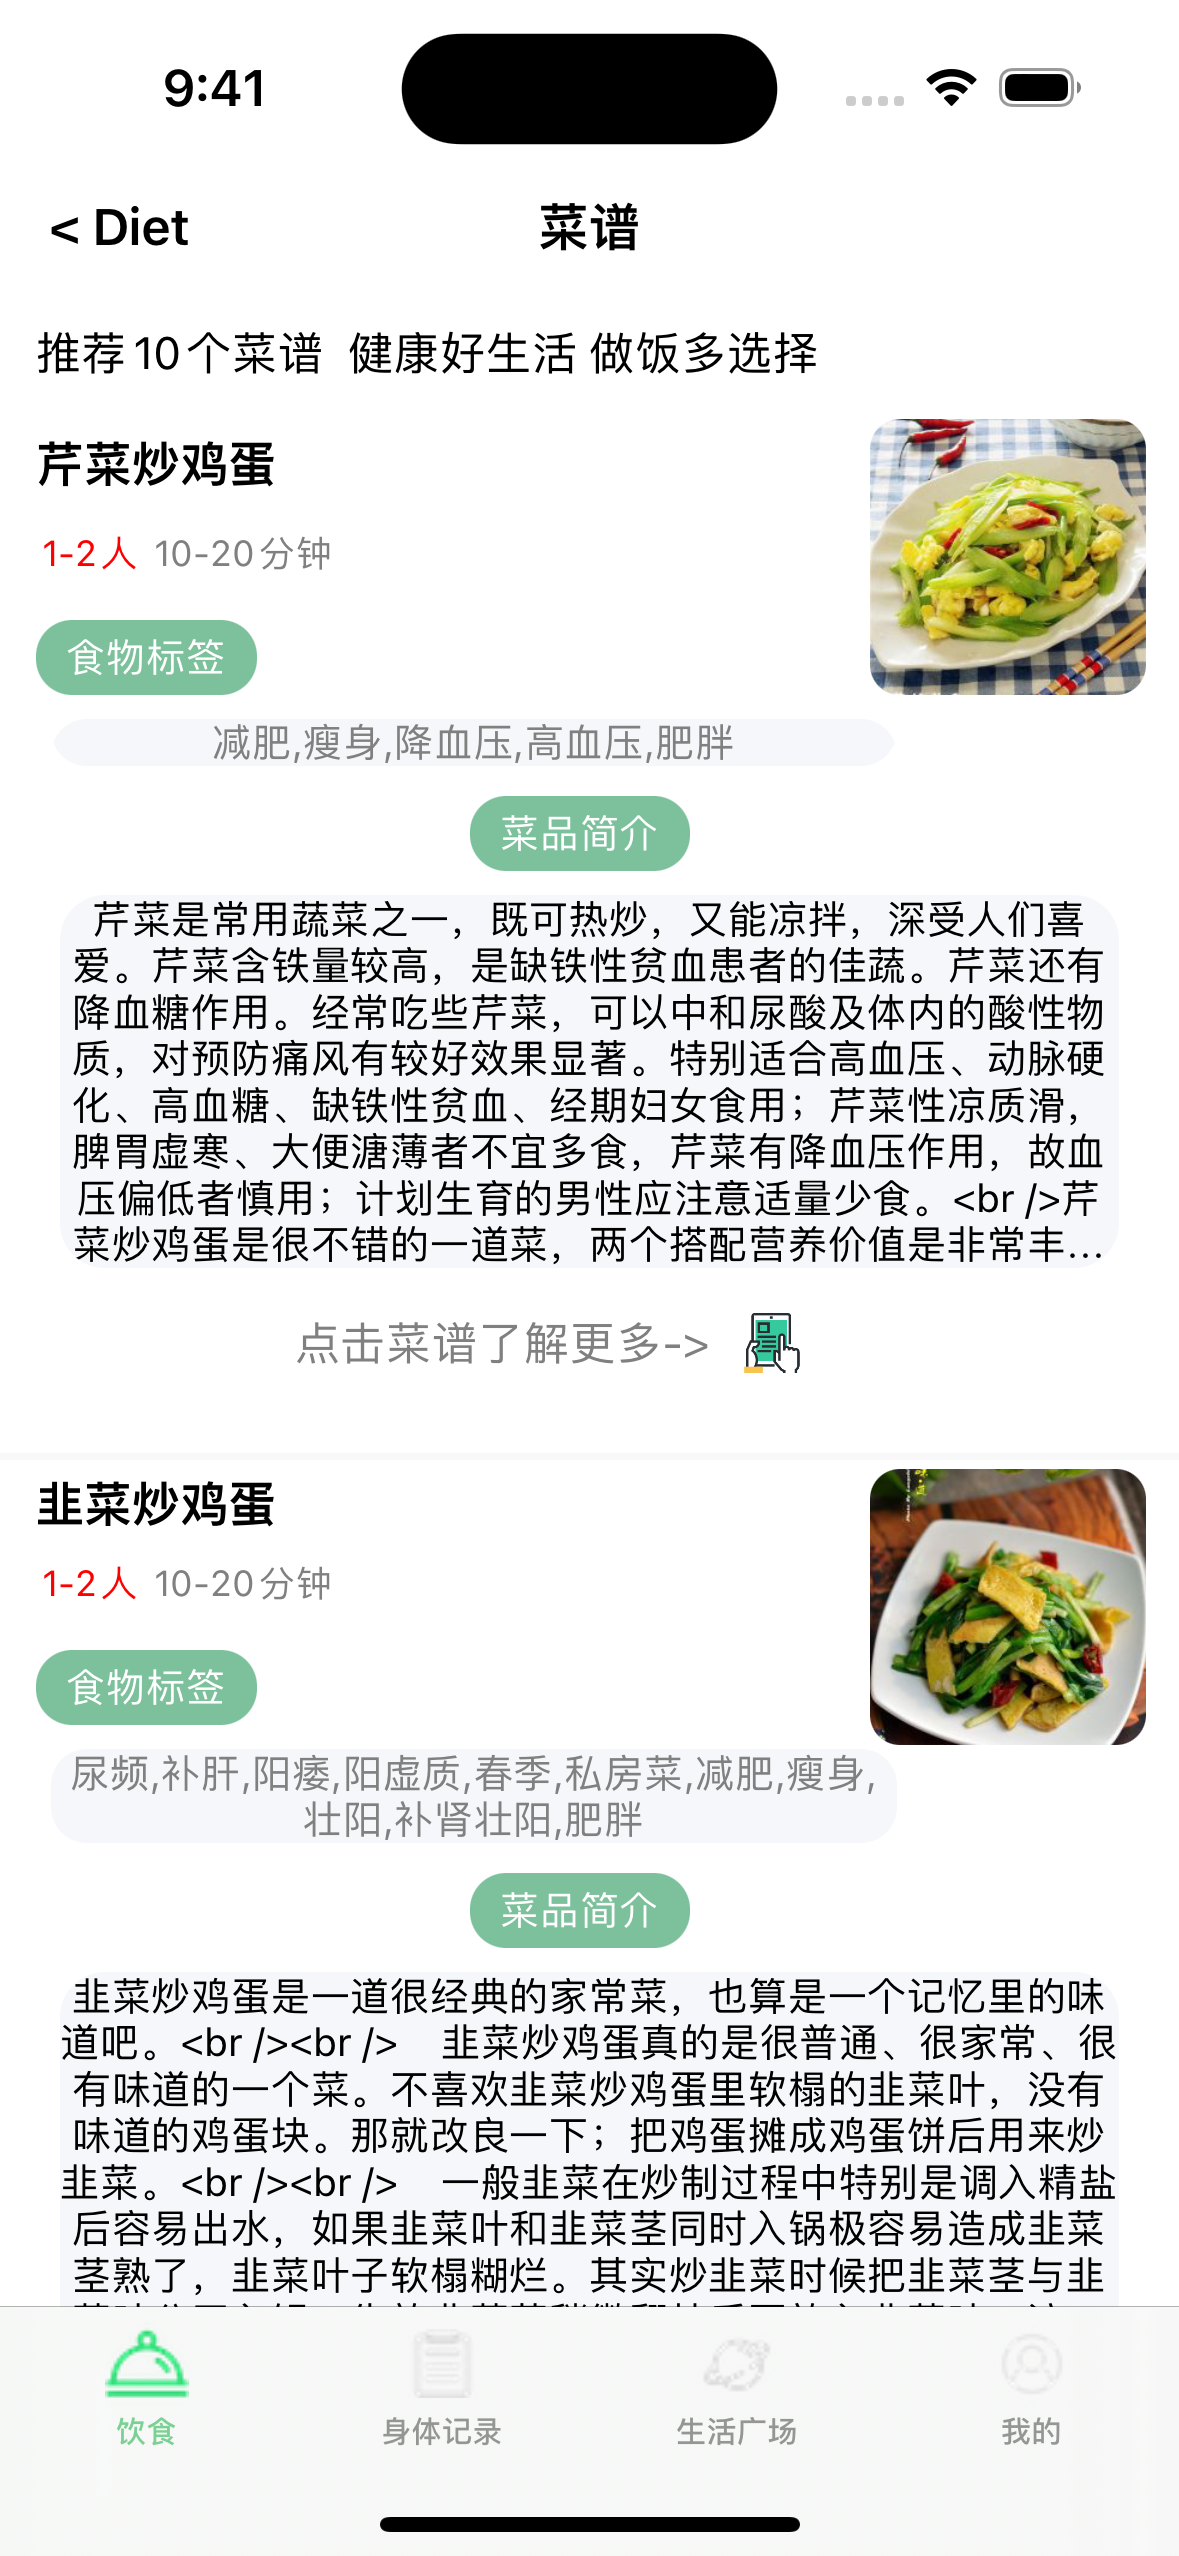 9:41
< Diet
菜谱
推荐10个菜谱 健康好生活 做饭多选择
芹菜炒鸡蛋
1-2人 10-20分钟
食物标签
减肥,瘦身,降血压,高血压,肥胖
菜品简介
芹菜是常用蔬菜之一，既可热炒，又能凉拌，深受人们喜
爱。芹菜含铁量较高，是缺铁性贫血患者的佳蔬。芹菜还有
降血糖作用。经常吃些芹菜，可以中和尿酸及体内的酸性物
质，对预防痛风有较好效果显著。特别适合高血压、动脉硬
化、高血糖、缺铁性贫血、经期妇女食用；芹菜性凉质滑，
脾胃虚寒、大便溏薄者不宜多食，芹菜有降血压作用，故血
压偏低者慎用；计划生育的男性应注意适量少食。<br />芹
菜炒鸡蛋是很不错的一道菜，两个搭配营养价值是非常丰...
点击菜谱了解更多->
韭菜炒鸡蛋
1-2人 10-20分钟
食物标签
尿频,补肝,阳痿,阳虚质,春季,私房菜,减肥,瘦身,
壮阳,补肾壮阳,肥胖
菜品简介
韭菜炒鸡蛋是一道很经典的家常菜，也算是一个记忆里的味
道吧。<br /><br />　韭菜炒鸡蛋真的是很普通、很家常、很
有味道的一个菜。不喜欢韭菜炒鸡蛋里软榻的韭菜叶，没有
味道的鸡蛋块。那就改良一下；把鸡蛋摊成鸡蛋饼后用来炒
韭菜。<br /><br />　一般韭菜在炒制过程中特别是调入精盐
后容易出水，如果韭菜叶和韭菜茎同时入锅极容易造成韭菜
茎熟了，韭菜叶子软榻糊烂。其实炒韭菜时候把韭菜茎与韭
饮食
身体记录
生活广场
我的